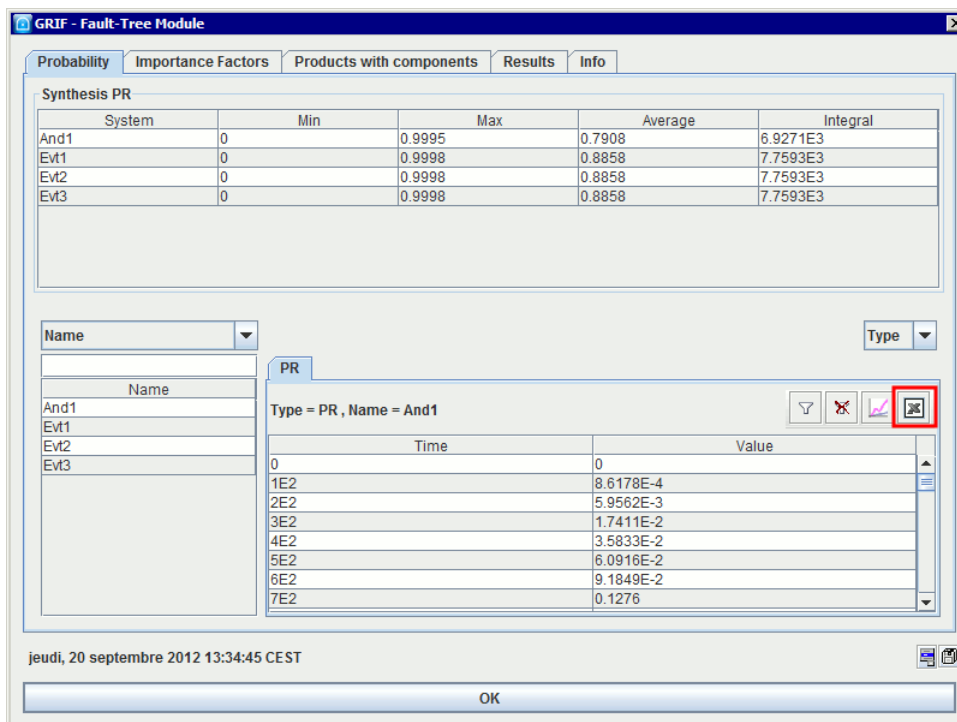 GRIF - Fault-Tree Module
Probability Importance Factors Products with components Results Info
Synthesis PR
System Min Max Average Integral
And1 0 0.9995 0.7908 6.9271E3
Evt1 0 0.9998 0.8858 7.7593E3
Evt2 0 0.9998 0.8858 7.7593E3
Evt3 0 0.9998 0.8858 7.7593E3
Name Type
PR
Name
And1
Evt1
Evt2
Evt3
Type = PR , Name = And1
Time Value
0 0
1E2 8.6178E-4
2E2 5.9562E-3
3E2 1.7411E-2
4E2 3.5833E-2
5E2 6.0916E-2
6E2 9.1849E-2
7E2 0.1276
jeudi, 20 septembre 2012 13:34:45 CEST
OK